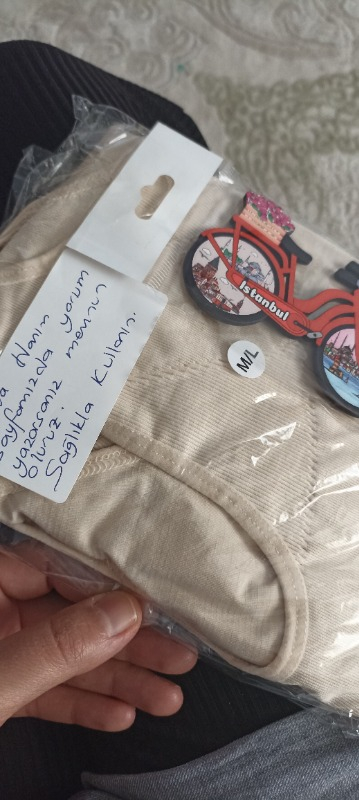 Hanım
sayfamızda yorum
yazarsanız memnun
oluruz.
Sağlıkla Kullanın.
Istanbul
M/L